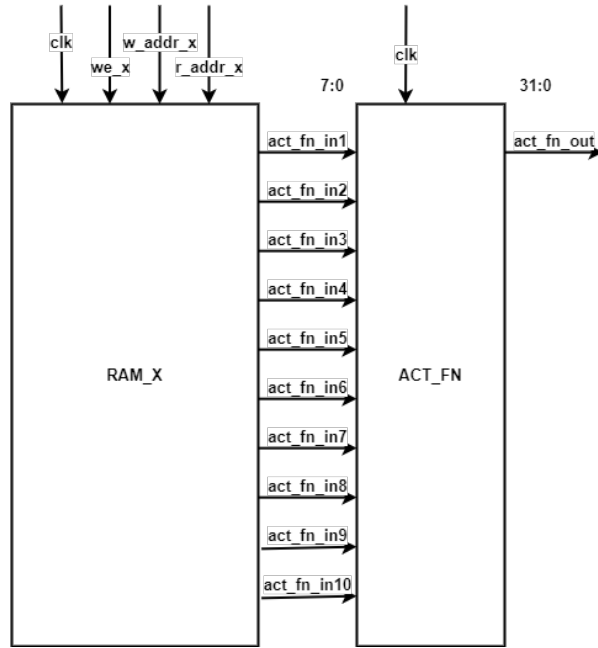 clk
we_x
w_addr_x
r_addr_x
7:0
clk
31:0
act_fn_in1
act_fn_out
act_fn_in2
act_fn_in3
act_fn_in4
act_fn_in5
RAM_X
ACT_FN
act_fn_in6
act_fn_in7
act_fn_in8
act_fn_in9
act_fn_in10